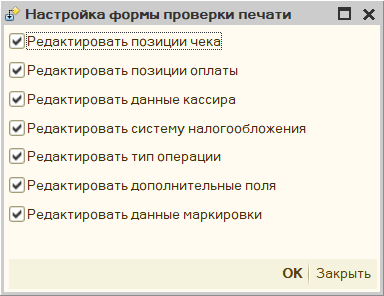 Настройка формы проверки печати
Редактировать позиции чека
Редактировать позиции оплаты
Редактировать данные кассира
Редактировать систему налогообложения
Редактировать тип операции
Редактировать дополнительные поля
Редактировать данные маркировки
OK Закрыть